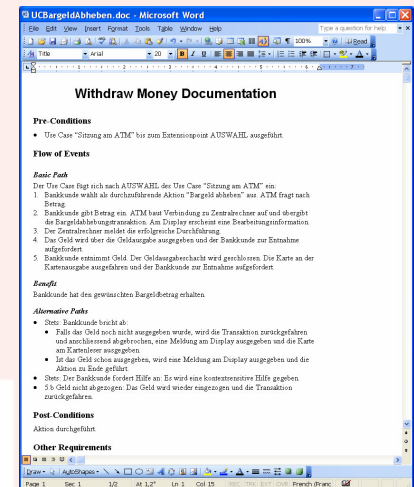 UCBargeldAbheben.doc - Microsoft Word
File Edit View Insert Format Tools Table Window Help Type a question for help
100% Read
Title Arial 20 B I U
Withdraw Money Documentation
Pre-Conditions
• Use Case "Sitzung am ATM" bis zum Extensionpoint AUSWAHL ausgeführt.
Flow of Events
Basic Path
Der Use Case fügt sich nach AUSWAHL des Use Case "Sitzung am ATM" ein:
1. Bankkunde wählt als durchzuführende Aktion "Bargeld abheben" aus. ATM fragt nach
Betrag.
2. Bankkunde gibt Betrag ein. ATM baut Verbindung zu Zentralrechner auf und übergibt
die Bargeldabhebungstransaktion. Am Display erscheint eine Bearbeitungsinformation.
3. Der Zentralrechner meldet die erfolgreiche Durchführung.
4. Das Geld wird über die Geldausgabe ausgegeben und der Bankkunde zur Entnahme
aufgefordert.
5. Bankkunde entnimmt Geld. Der Geldausgabeschacht wird geschlossen. Die Karte an der
Kartenausgabe ausgefahren und der Bankkunde zur Entnahme aufgefordert.
Benefit
Bankkunde hat den gewünschten Bargeldbetrag erhalten.
Alternative Paths
• Stets: Bankkunde bricht ab:
• Falls das Geld noch nicht ausgegeben wurde, wird die Transaktion zurückgefahren
und anschliessend abgebrochen, eine Meldung am Display ausgegeben und die Karte
am Kartenleser ausgegeben.
• Ist das Geld schon ausgegeben, wird eine Meldung am Display ausgegeben und die
Aktion zu Ende geführt.
• Stets: Der Bankkunde fordert Hilfe an: Es wird eine kontextsensitive Hilfe gegeben.
• 5.b Geld nicht abgezogen: Das Geld wird wieder eingezogen und die Transaktion
zurückgefahren.
Post-Conditions
Aktion durchgeführt.
Other Requirements
Draw AutoShapes
Page 1 Sec 1 1/2 At 1.2" Ln 1 Col 15 REC TRK EXT OVR French (Franc